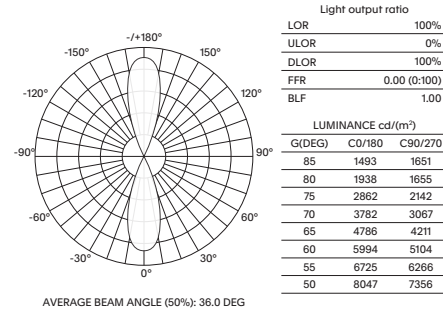 -/+180°
-150° 150°
-120° 120°
-90° 90°
-60° 60°
-30° 30°
0°
AVERAGE BEAM ANGLE (50%): 36.0 DEG
Light output ratio
LOR 100%
ULOR 0%
DLOR 100%
FFR 0.00 (0:100)
BLF 1.00
LUMINANCE cd/(m²)
G(DEG) C0/180 C90/270
85 1493 1651
80 1938 1655
75 2862 2142
70 3782 3067
65 4786 4211
60 5994 5104
55 6725 6266
50 8047 7356